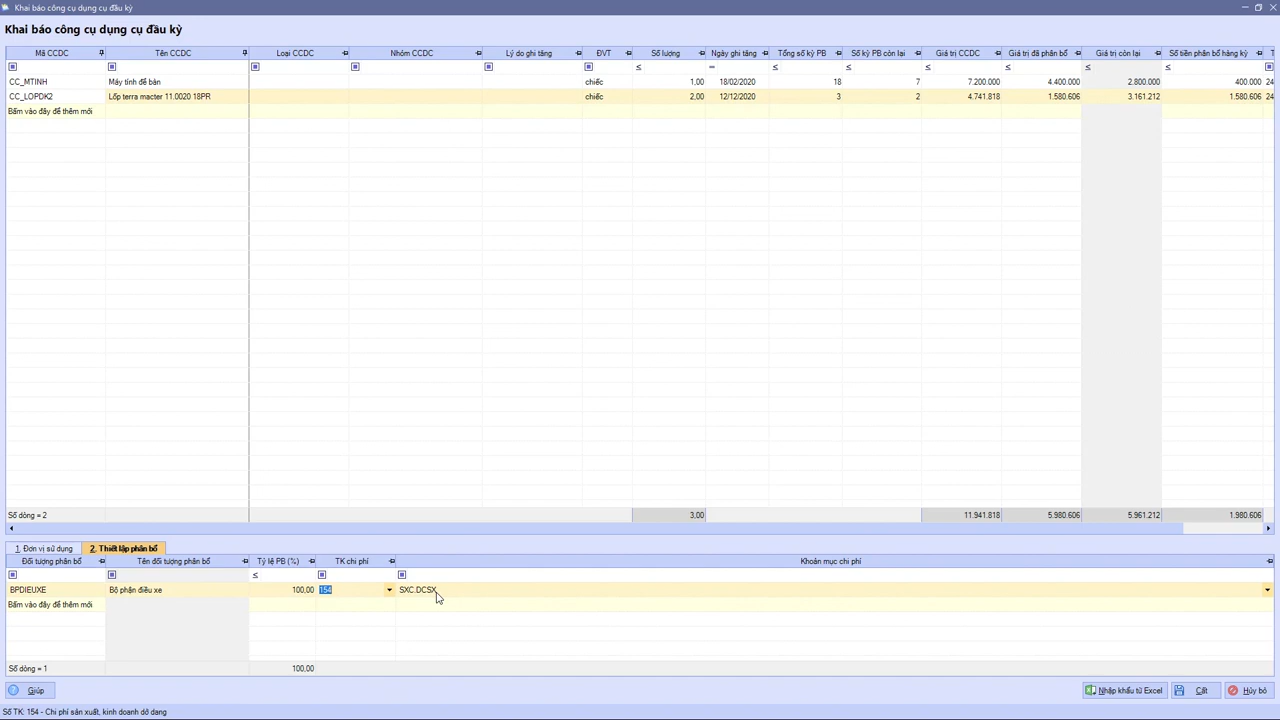 Khai báo công cụ dụng cụ đầu kỳ
Khai báo công cụ dụng cụ đầu kỳ
Mã CCDC Tên CCDC Loại CCDC Nhóm CCDC Lý do ghi tăng ĐVT Số lượng Ngày ghi tăng Tổng số kỳ PB Số kỳ PB còn lại Giá trị CCDC Giá trị đã phân bổ Giá trị còn lại Số tiền phân bổ hàng kỳ T
≤ = ≤ ≤ ≤ ≤ ≤ ≤
CC_MTINH Máy tính để bàn chiếc 1,00 18/02/2020 18 7 7.200.000 4.400.000 2.800.000 400.000 24
CC_LOPDK2 Lốp terra macter 11.0020 18PR chiếc 2,00 12/12/2020 3 2 4.741.818 1.580.606 3.161.212 1.580.606 24
Bấm vào đây để thêm mới
Số dòng = 2 3,00 11.941.818 5.980.606 5.961.212 1.980.606
1. Đơn vị sử dụng 2. Thiết lập phân bổ
Đối tượng phân bổ Tên đối tượng phân bổ Tỷ lệ PB (%) TK chi phí Khoản mục chi phí
≤
BPDIEUXE Bộ phận điều xe 100,00 154 SXC.DCSX
Bấm vào đây để thêm mới
Số dòng = 1 100,00
Giúp Nhập khẩu từ Excel Cất Hủy bỏ
Số TK: 154 - Chi phí sản xuất, kinh doanh dở dang